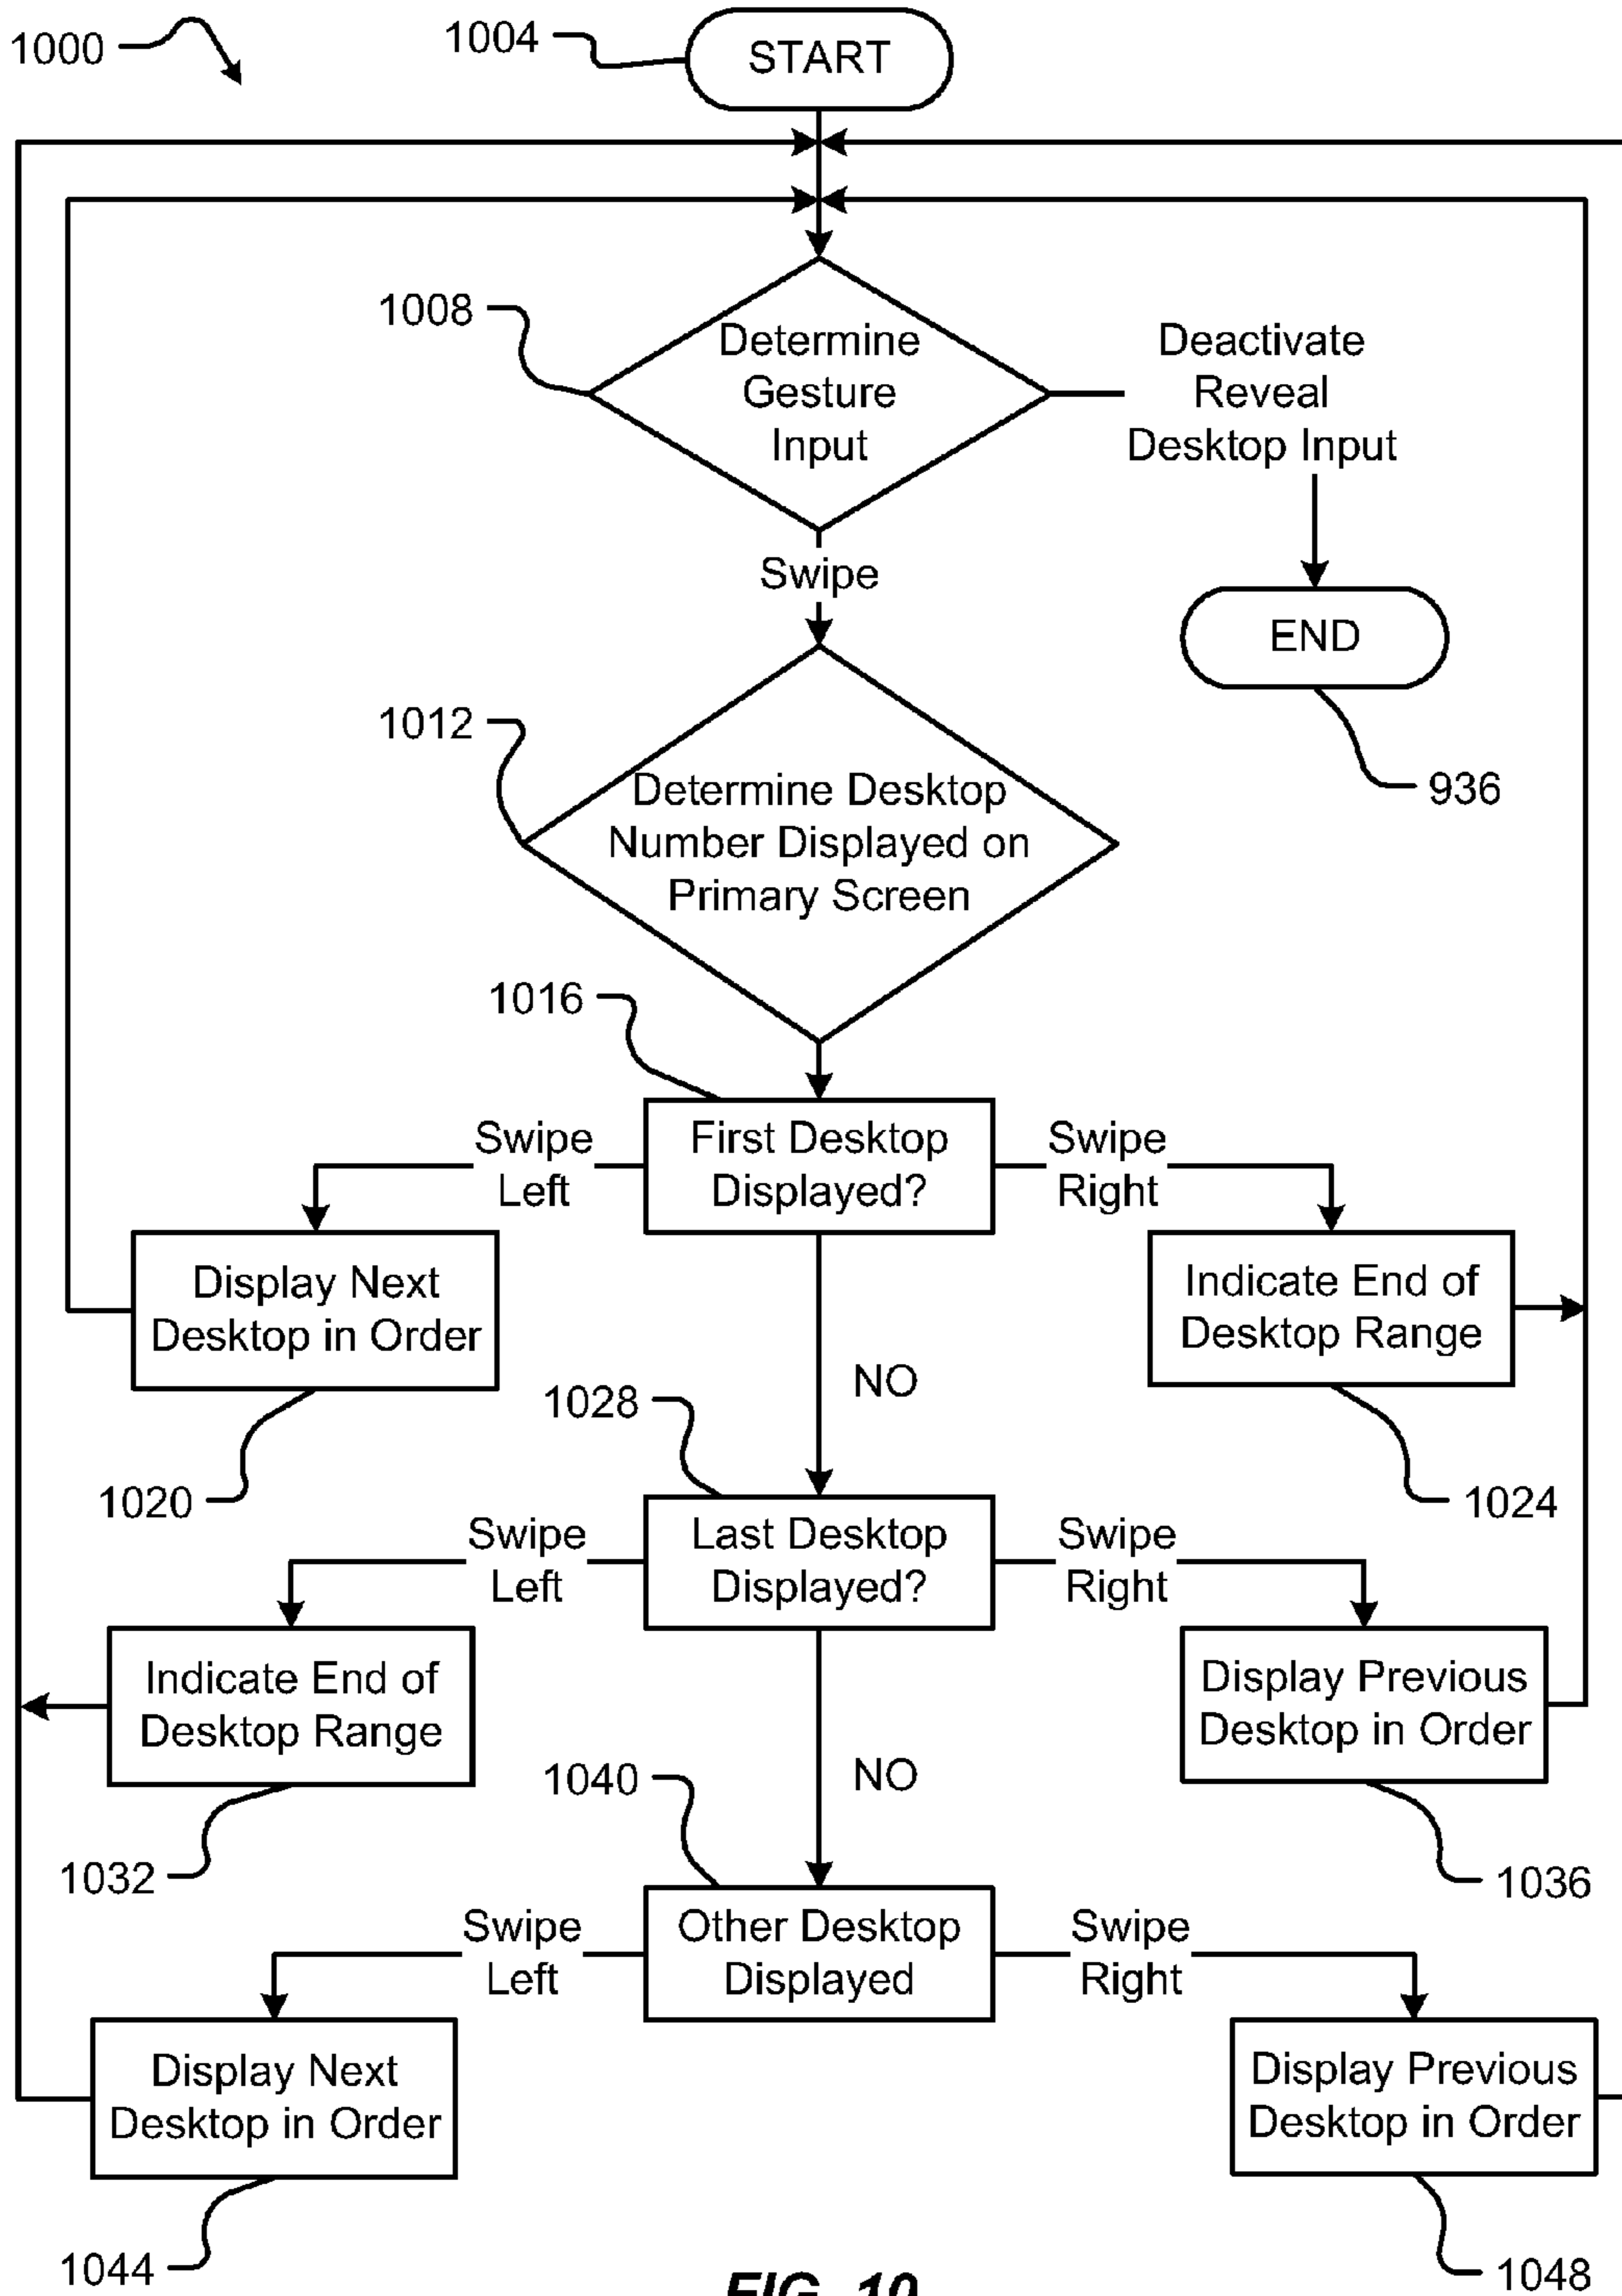 1000
1004
START
1008
Determine
Gesture
Input
Deactivate
Reveal
Desktop Input
Swipe
END
936
1012
Determine Desktop
Number Displayed on
Primary Screen
1016
Swipe
Left
First Desktop
Displayed?
Swipe
Right
Display Next
Desktop in Order
Indicate End of
Desktop Range
NO
1020
1024
1028
Swipe
Left
Last Desktop
Displayed?
Swipe
Right
Indicate End of
Desktop Range
Display Previous
Desktop in Order
NO
1032
1036
1040
Swipe
Left
Other Desktop
Displayed
Swipe
Right
Display Next
Desktop in Order
Display Previous
Desktop in Order
1044
1048
FIG. 10